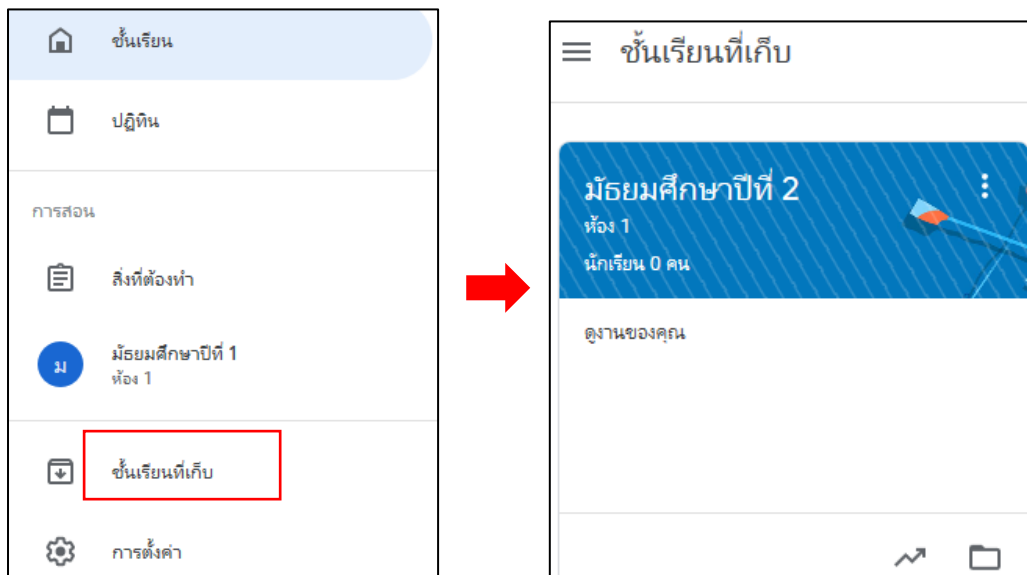 ชั้นเรียน
ปฏิทิน
การสอน
สิ่งที่ต้องทำ
ม
มัธยมศึกษาปีที่ 1
ห้อง 1
ชั้นเรียนที่เก็บ
การตั้งค่า
ชั้นเรียนที่เก็บ
มัธยมศึกษาปีที่ 2
ห้อง 1
นักเรียน 0 คน
ดูงานของคุณ